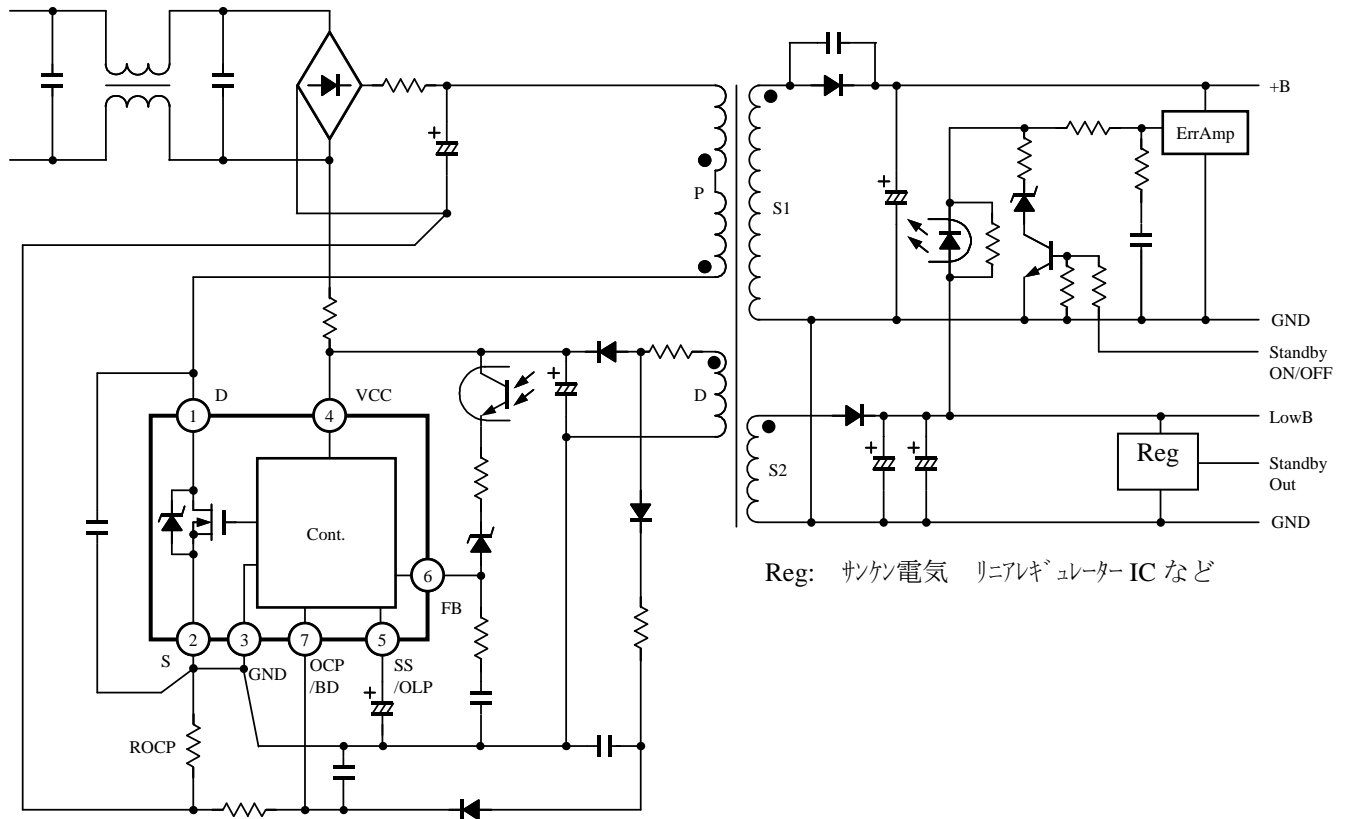 +B
ErrAmp
P
S1
GND
Standby
ON/OFF
D
VCC
D
1
4
LowB
S2
Reg
Standby
Out
Cont.
GND
6
FB
Reg: サンケン電気 リニアレギュレーター IC など
2
3
7
5
S
GND
OCP
/BD
SS
/OLP
ROCP
+
+
+
+
+
+